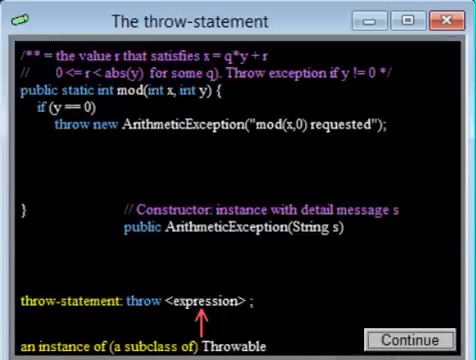 The throw-statement
/** = the value r that satisfies x = q*y + r
// 0 <= r < abs(y) for some q). Throw exception if y != 0 */
public static int mod(int x, int y) {
if (y == 0)
throw new ArithmeticException("mod(x,0) requested");
} // Constructor: instance with detail message s
public ArithmeticException(String s)
throw-statement: throw <expression> ;
an instance of (a subclass of) Throwable
Continue